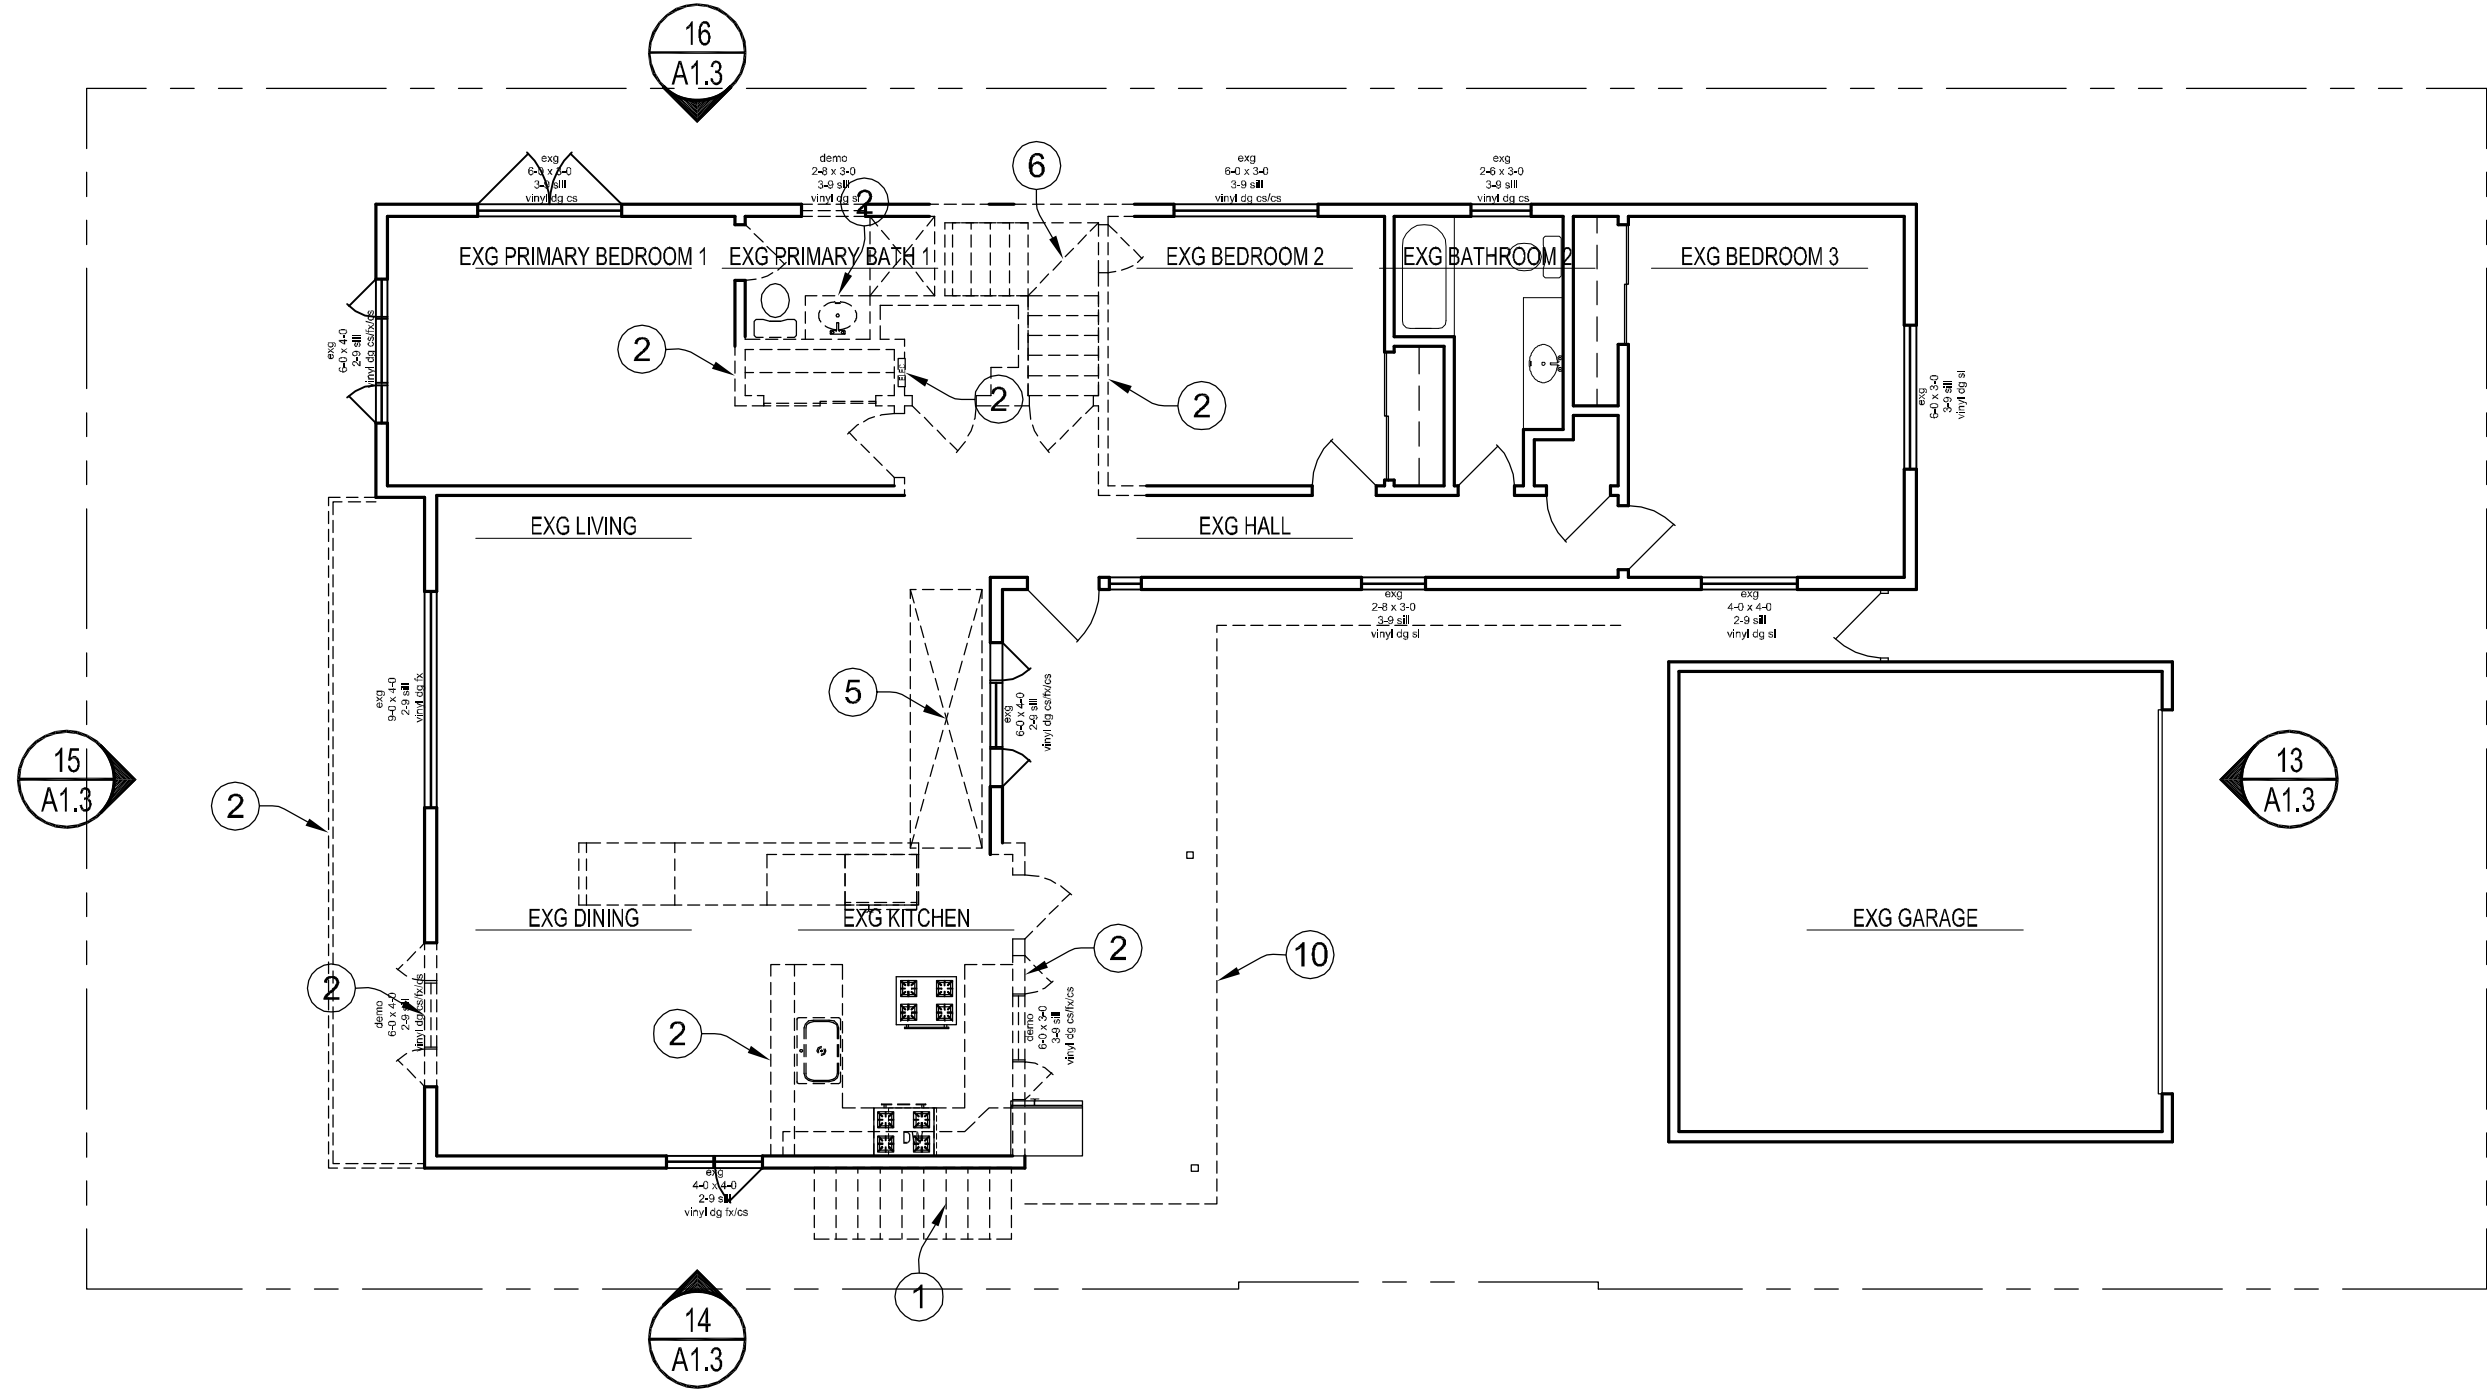 16
A1.3
exg
6-0 x 3-0
3-9 sill
vinyl dg cs
demo
2-8 x 3-0
3-9 sill
vinyl dg sl
2
6
exg
6-0 x 3-0
3-9 sill
vinyl dg cs/cs
exg
2-6 x 3-0
3-9 sill
vinyl dg cs
EXG PRIMARY BEDROOM 1
EXG PRIMARY BATH 1
EXG BEDROOM 2
EXG BATHROOM 2
EXG BEDROOM 3
exg
6-0 x 4-0
2-9 sill
vinyl dg cs/fx/cs
2
2
2
exg
6-0 x 3-0
3-9 sill
vinyl dg sl
EXG LIVING
EXG HALL
exg
2-8 x 3-0
3-9 sill
vinyl dg sl
exg
4-0 x 4-0
2-9 sill
vinyl dg sl
exg
9-0 x 4-0
2-9 sill
vinyl dg fx
5
exg
6-0 x 4-0
2-9 sill
vinyl dg cs/fx/cs
15
A1.3
2
13
A1.3
EXG DINING
EXG KITCHEN
EXG GARAGE
2
10
2
demo
6-0 x 4-0
2-9 sill
vinyl dg cs/fx/cs
2
demo
6-0 x 3-0
3-9 sill
vinyl dg cs/fx/cs
exg
4-0 x 4-0
2-9 sill
vinyl dg fx/cs
1
14
A1.3